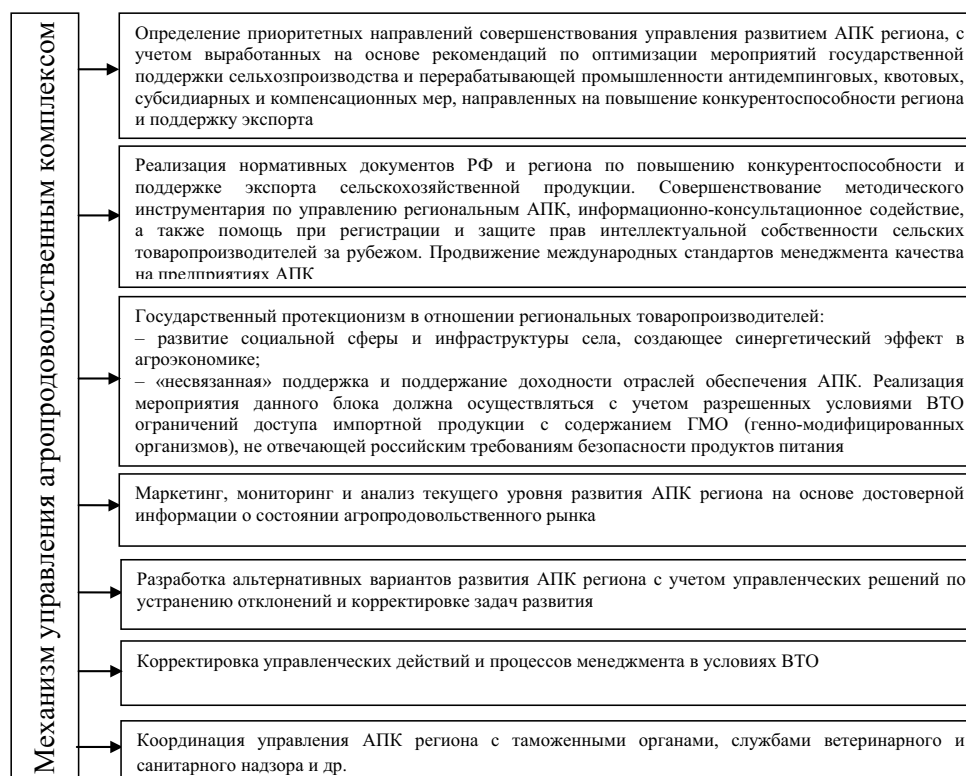 Механизм управления агропродовольственным комплексом
Определение приоритетных направлений совершенствования управления развитием АПК региона, с
учетом выработанных на основе рекомендаций по оптимизации мероприятий государственной
поддержки сельхозпроизводства и перерабатывающей промышленности антидемпинговых, квотовых,
субсидиарных и компенсационных мер, направленных на повышение конкурентоспособности региона
и поддержку экспорта
Реализация нормативных документов РФ и региона по повышению конкурентоспособности и
поддержке экспорта сельскохозяйственной продукции. Совершенствование методического
инструментария по управлению региональным АПК, информационно-консультационное содействие,
а также помощь при регистрации и защите прав интеллектуальной собственности сельских
товаропроизводителей за рубежом. Продвижение международных стандартов менеджмента качества
на предприятиях АПК
Государственный протекционизм в отношении региональных товаропроизводителей:
– развитие социальной сферы и инфраструктуры села, создающее синергетический эффект в
агроэкономике;
– «несвязанная» поддержка и поддержание доходности отраслей обеспечения АПК. Реализация
мероприятия данного блока должна осуществляться с учетом разрешенных условиями ВТО
ограничений доступа импортной продукции с содержанием ГМО (генно-модифицированных
организмов), не отвечающей российским требованиям безопасности продуктов питания
Маркетинг, мониторинг и анализ текущего уровня развития АПК региона на основе достоверной
информации о состоянии агропродовольственного рынка
Разработка альтернативных вариантов развития АПК региона с учетом управленческих решений по
устранению отклонений и корректировке задач развития
Корректировка управленческих действий и процессов менеджмента в условиях ВТО
Координация управления АПК региона с таможенными органами, службами ветеринарного и
санитарного надзора и др.